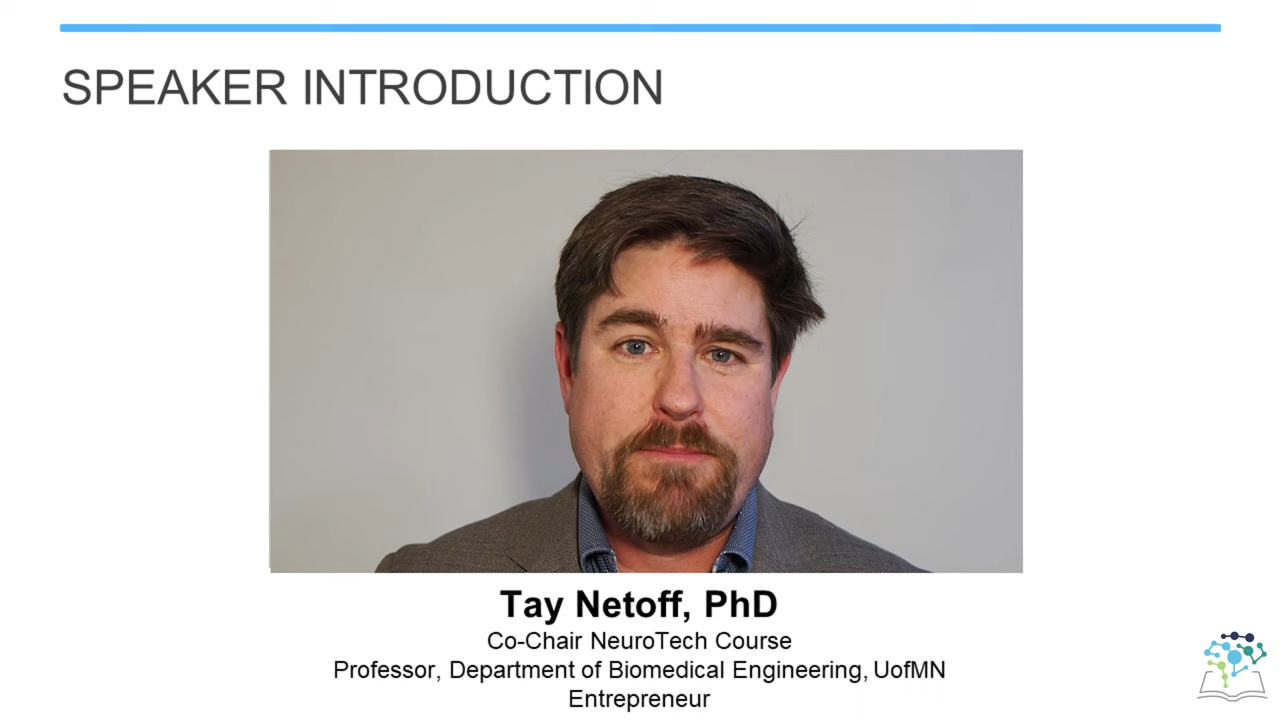 SPEAKER INTRODUCTION
Tay Netoff, PhD
Co-Chair NeuroTech Course
Professor, Department of Biomedical Engineering, UofMN
Entrepreneur